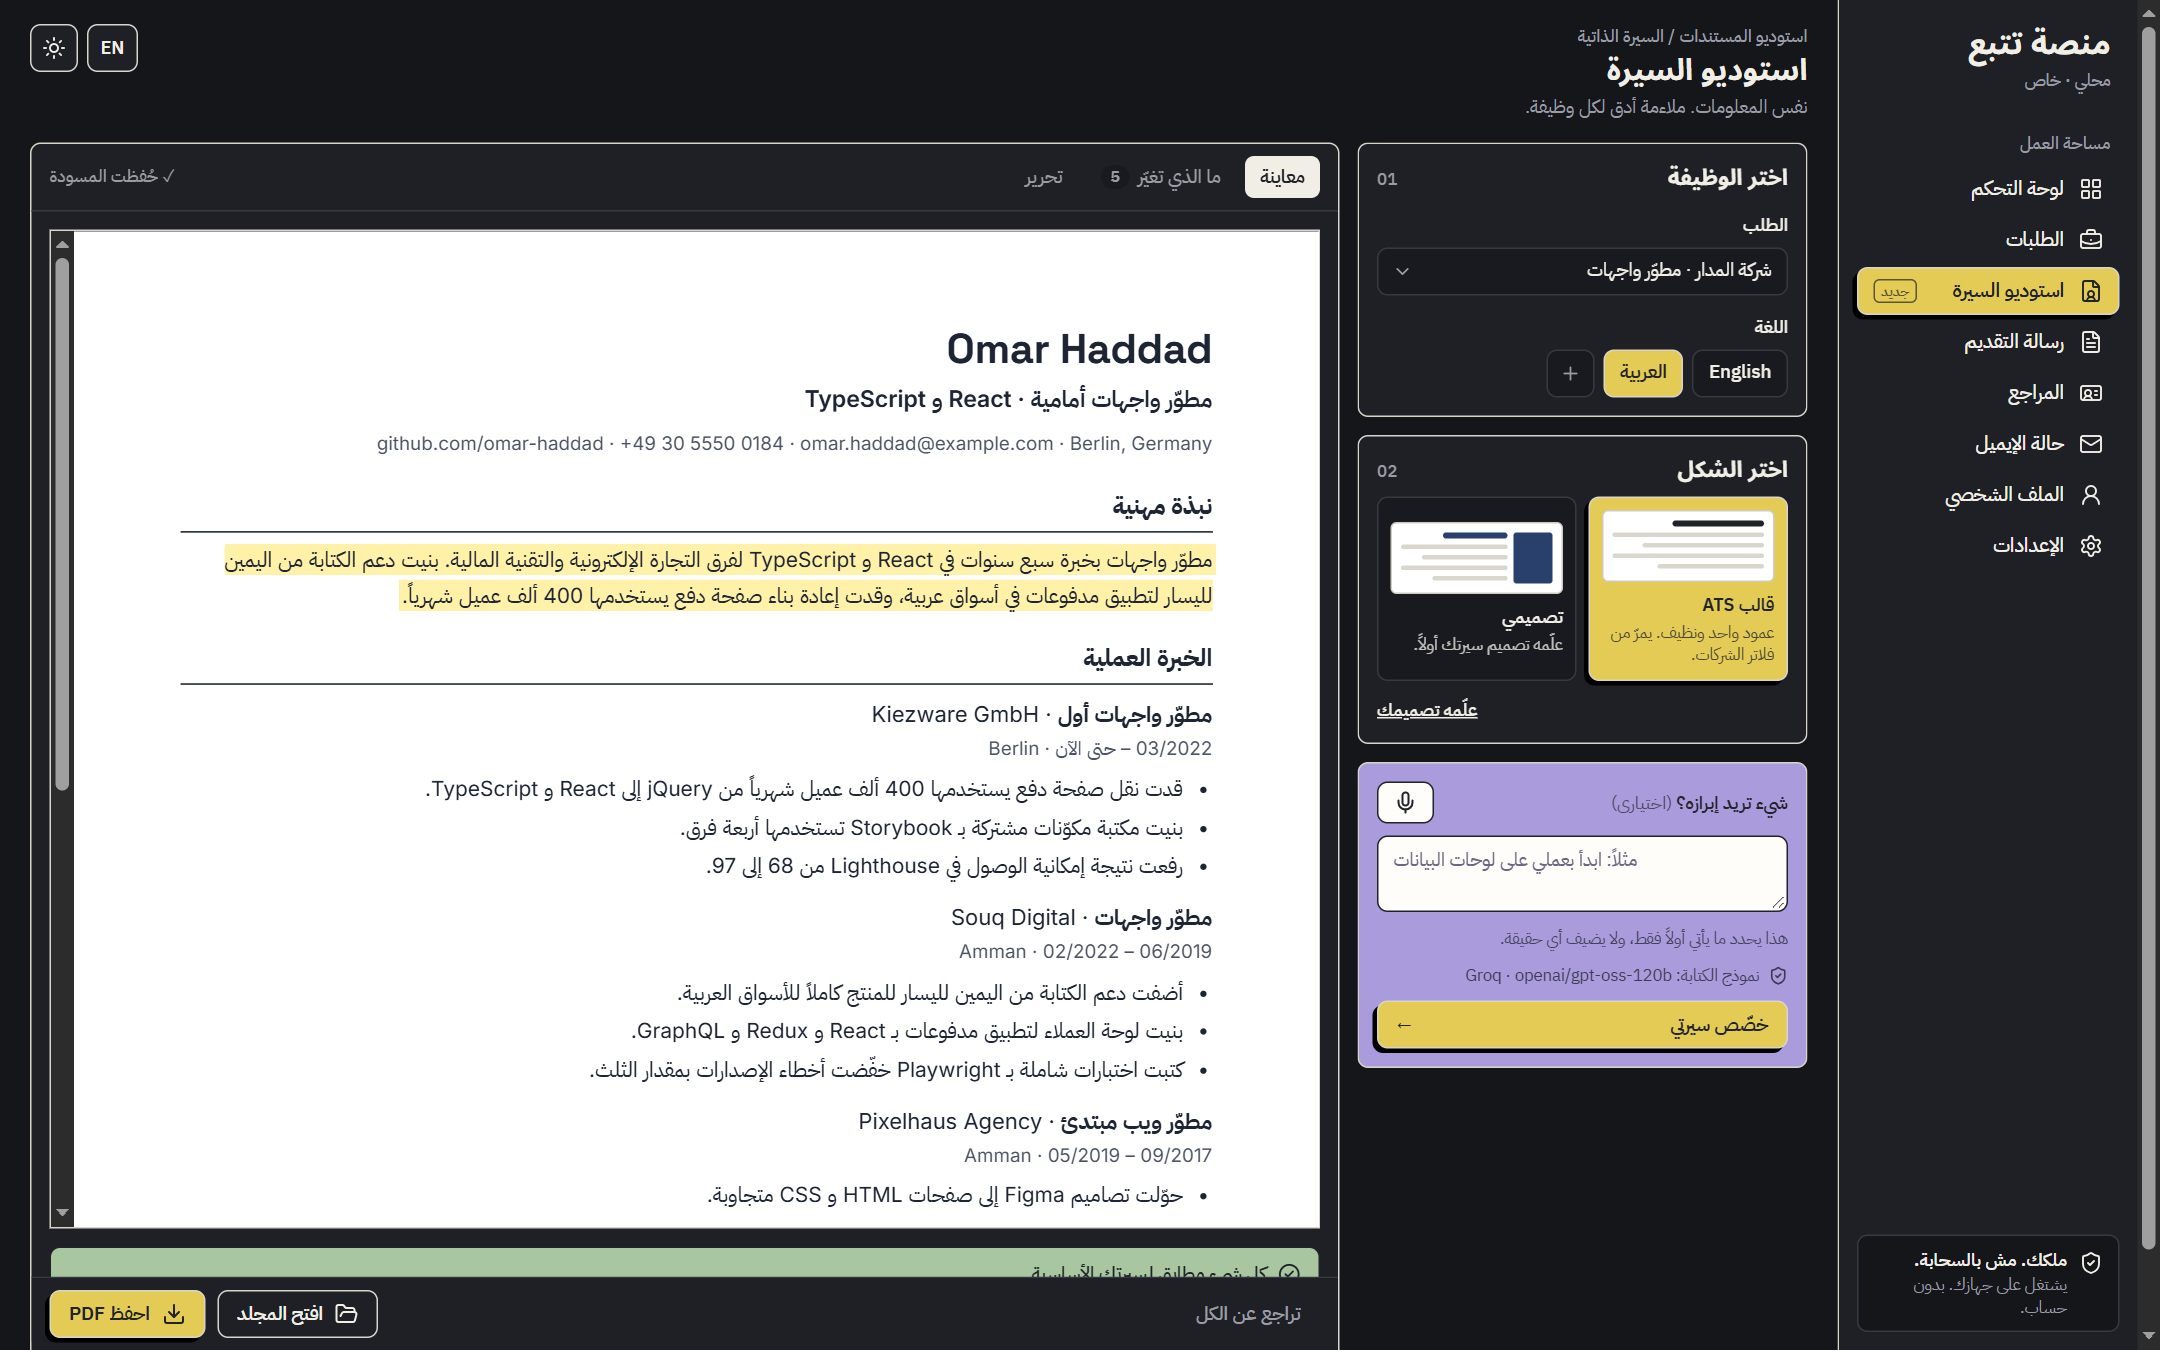 منصة تتبع
محلي · خاص
مساحة العمل
لوحة التحكم
الطلبات
استوديو السيرة
جديد
رسالة التقديم
المراجع
حالة الإيميل
الملف الشخصي
الإعدادات
ملكك. مش بالسحابة.
يشتغل على جهازك. بدون
حساب.
استوديو المستندات / السيرة الذاتية
استوديو السيرة
نفس المعلومات. ملاءمة أدق لكل وظيفة.
EN
اختر الوظيفة
01
الطلب
شركة المدار · مطوّر واجهات
اللغة
English
العربية
+
اختر الشكل
02
قالب ATS
عمود واحد ونظيف. يمرّ من
فلاتر الشركات.
تصميمي
علّمه تصميم سيرتك أولاً.
علّمه تصميمك
شيء تريد إبرازه؟ (اختياري)
مثلاً: ابدأ بعملي على لوحات البيانات
هذا يحدد ما يأتي أولاً فقط، ولا يضيف أي حقيقة.
نموذج الكتابة: Groq · openai/gpt-oss-120b
خصّص سيرتي ←
معاينة
ما الذي تغيّر 5
تحرير
✓ حُفظت المسودة
Omar Haddad
مطوّر واجهات أمامية · React و TypeScript
github.com/omar-haddad · +49 30 5550 0184 · omar.haddad@example.com · Berlin, Germany
نبذة مهنية
مطوّر واجهات بخبرة سبع سنوات في React و TypeScript لفرق التجارة الإلكترونية والتقنية المالية. بنيت دعم الكتابة من اليمين
لليسار لتطبيق مدفوعات في أسواق عربية، وقدت إعادة بناء صفحة دفع يستخدمها 400 ألف عميل شهرياً.
الخبرة العملية
مطوّر واجهات أول · Kiezware GmbH
03/2022 – حتى الآن · Berlin
• قدت نقل صفحة دفع يستخدمها 400 ألف عميل شهرياً من jQuery إلى React و TypeScript.
• بنيت مكتبة مكوّنات مشتركة بـ Storybook تستخدمها أربعة فرق.
• رفعت نتيجة إمكانية الوصول في Lighthouse من 68 إلى 97.
مطوّر واجهات · Souq Digital
06/2019 – 02/2022 · Amman
• أضفت دعم الكتابة من اليمين لليسار للمنتج كاملاً للأسواق العربية.
• بنيت لوحة العملاء لتطبيق مدفوعات بـ React و Redux و GraphQL.
• كتبت اختبارات شاملة بـ Playwright خفّضت أخطاء الإصدارات بمقدار الثلث.
مطوّر ويب مبتدئ · Pixelhaus Agency
09/2017 – 05/2019 · Amman
• حوّلت تصاميم Figma إلى صفحات HTML و CSS متجاوبة.
كل شيء مطابق لسيرتك الأساسية
تراجع عن الكل
افتح المجلد
احفظ PDF